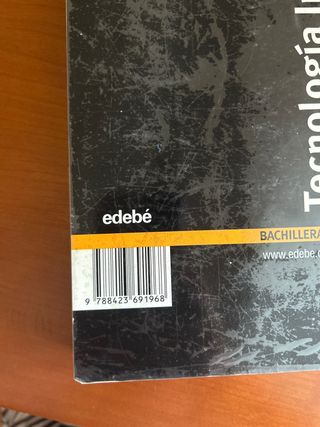 Tecnología I
edebé
BACHILLERA
www.edebe.c
9 788423 691968